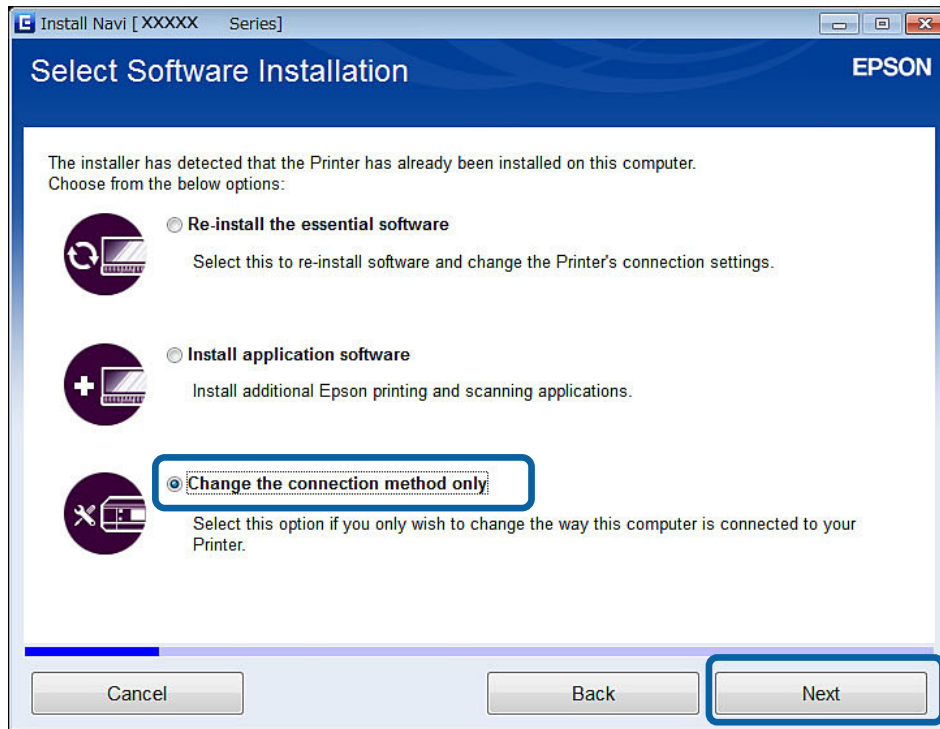 Install Navi [ XXXXX Series]
Select Software Installation
EPSON
The installer has detected that the Printer has already been installed on this computer.
Choose from the below options:
Re-install the essential software
Select this to re-install software and change the Printer's connection settings.
Install application software
Install additional Epson printing and scanning applications.
Change the connection method only
Select this option if you only wish to change the way this computer is connected to your
Printer.
Cancel
Back
Next